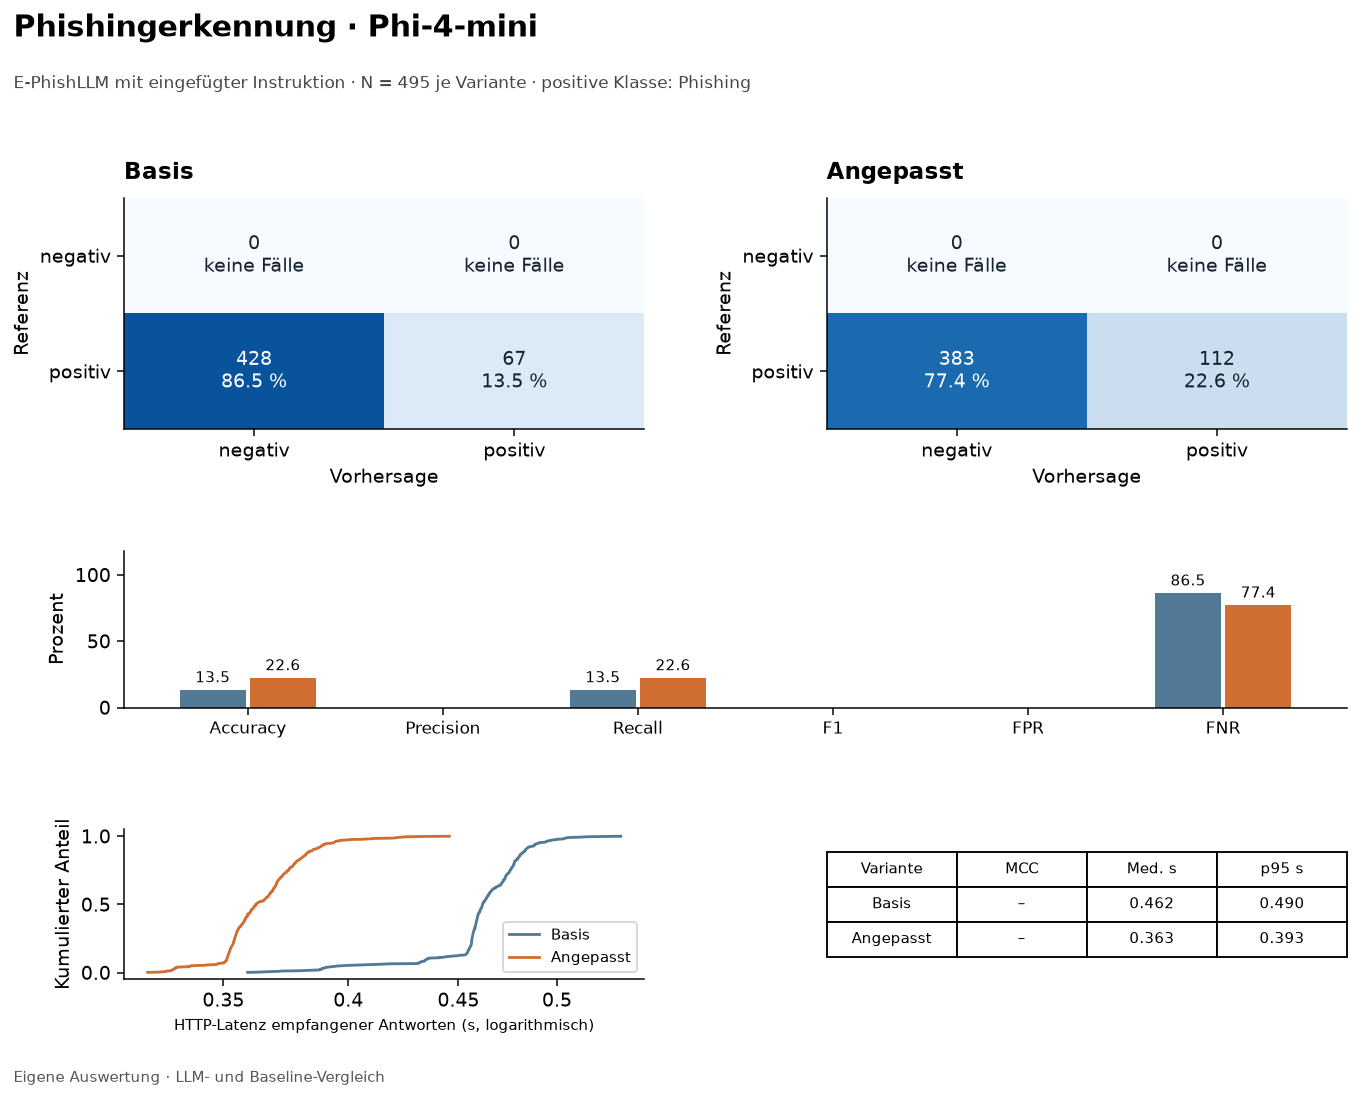 Phishingerkennung · Phi-4-mini
E-PhishLLM mit eingefügter Instruktion · N = 495 je Variante · positive Klasse: Phishing
Basis
Referenz
negativ
0
keine Fälle
0
keine Fälle
positiv
428
86.5 %
67
13.5 %
negativ
positiv
Vorhersage
Angepasst
Referenz
negativ
0
keine Fälle
0
keine Fälle
positiv
383
77.4 %
112
22.6 %
negativ
positiv
Vorhersage
Prozent
100
50
0
13.5
22.6
13.5
22.6
86.5
77.4
Accuracy
Precision
Recall
F1
FPR
FNR
Kumulierter Anteil
1.0
0.5
0.0
Basis
Angepasst
0.35
0.4
0.45
0.5
HTTP-Latenz empfangener Antworten (s, logarithmisch)
Variante MCC Med. s p95 s
Basis – 0.462 0.490
Angepasst – 0.363 0.393
Eigene Auswertung · LLM- und Baseline-Vergleich